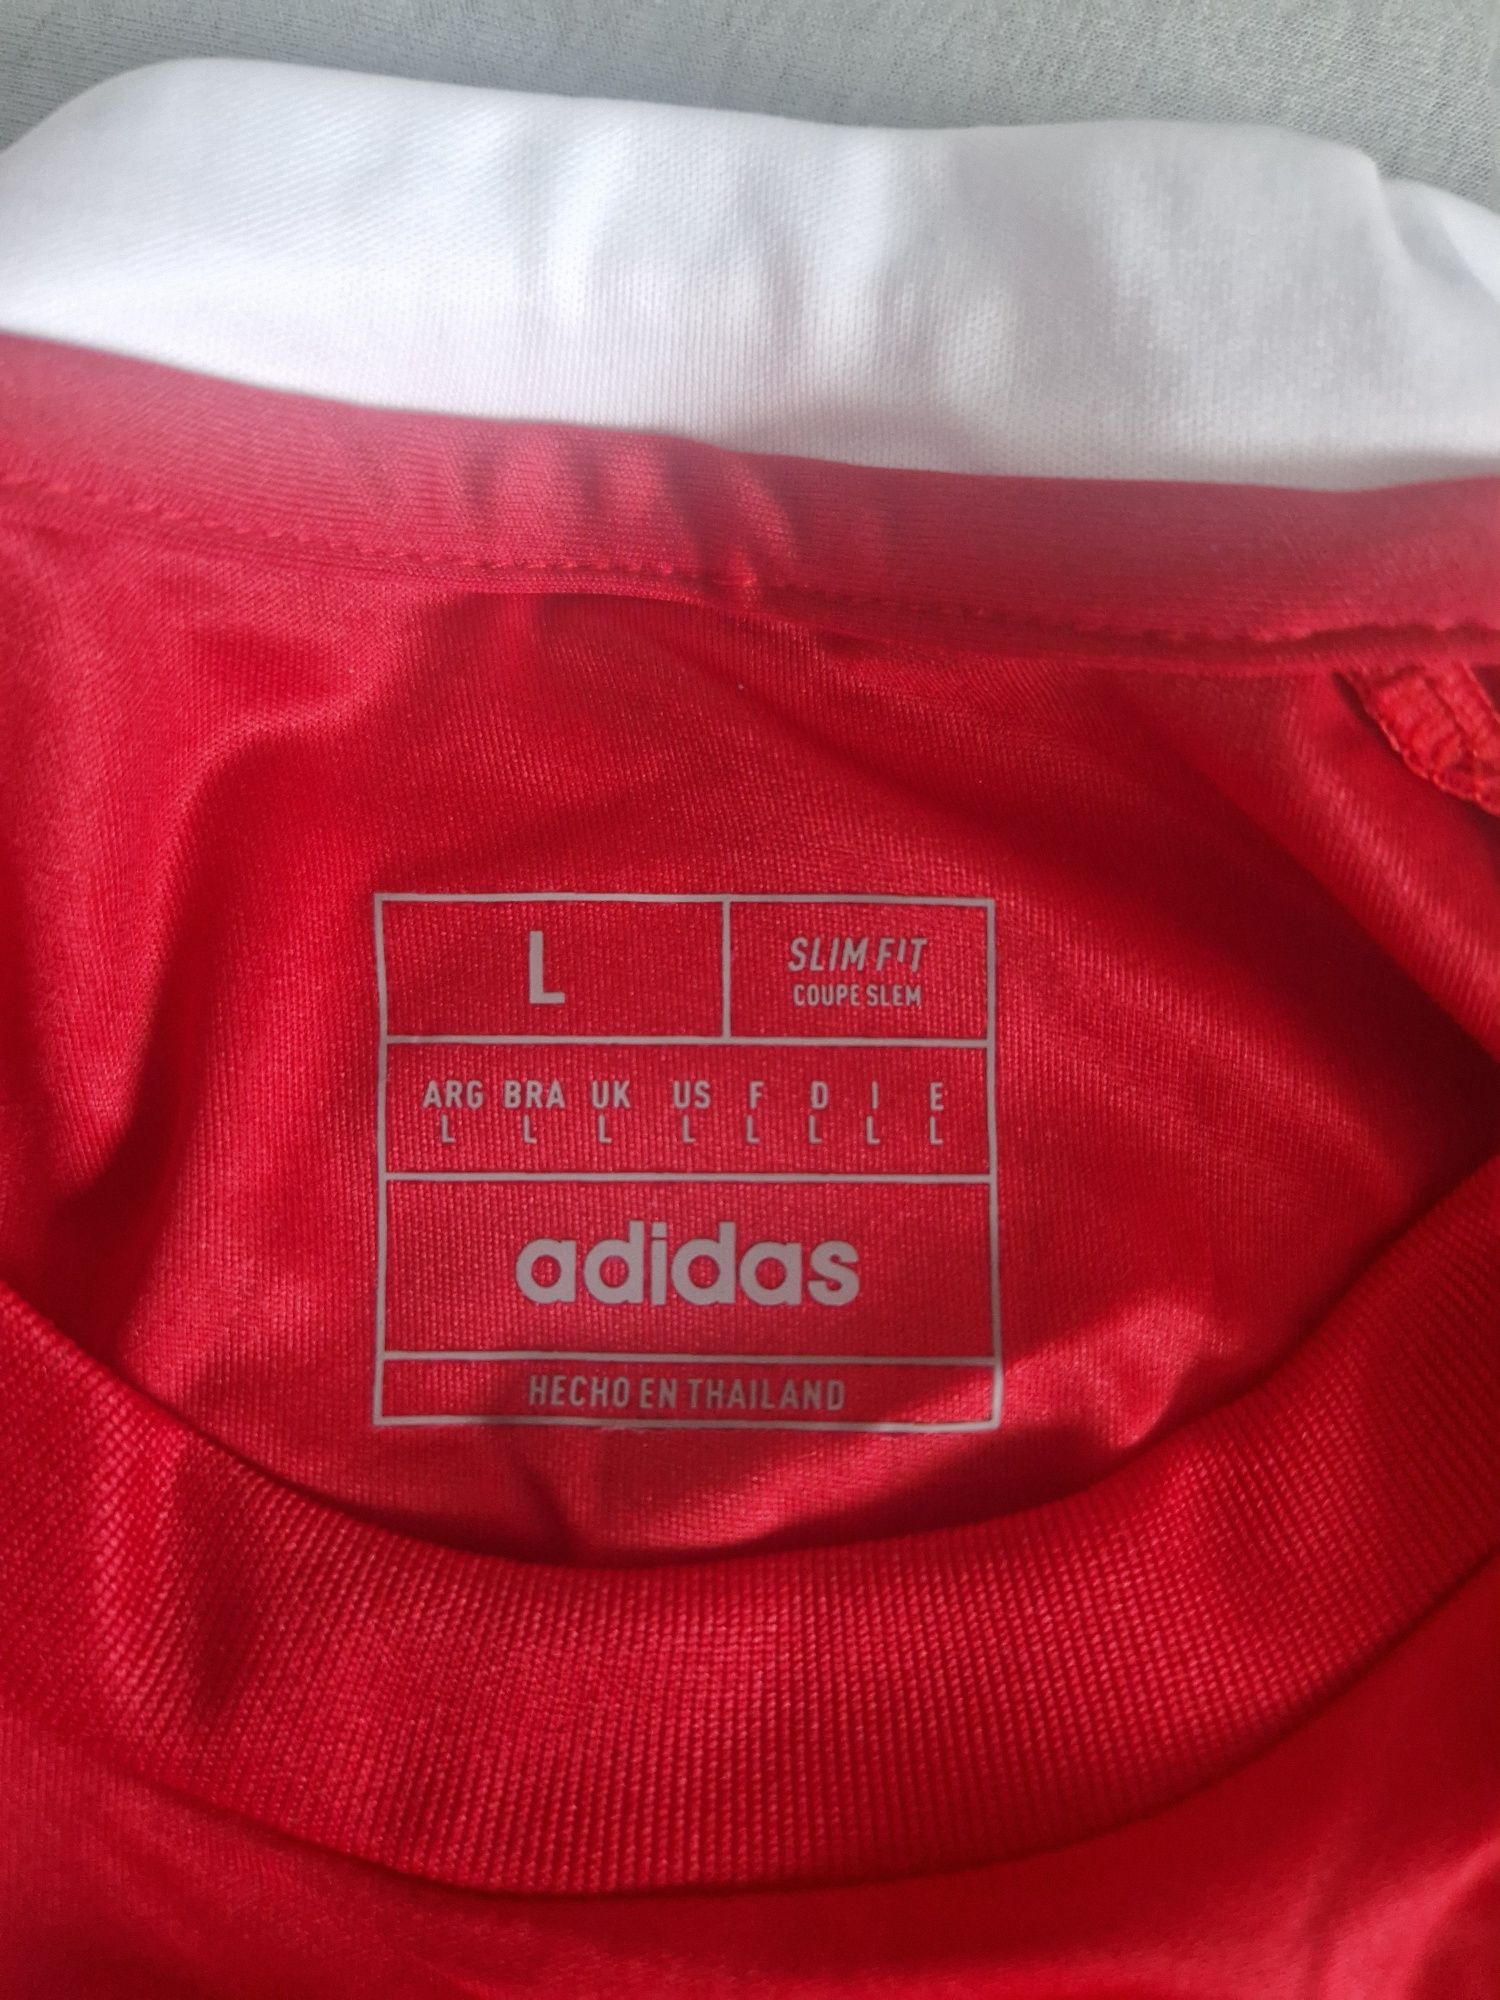 L
SLIM FIT
COUPE SLEM
ARG BRA UK US F D I E
L L L L L L L L
adidas
HECHO EN THAILAND